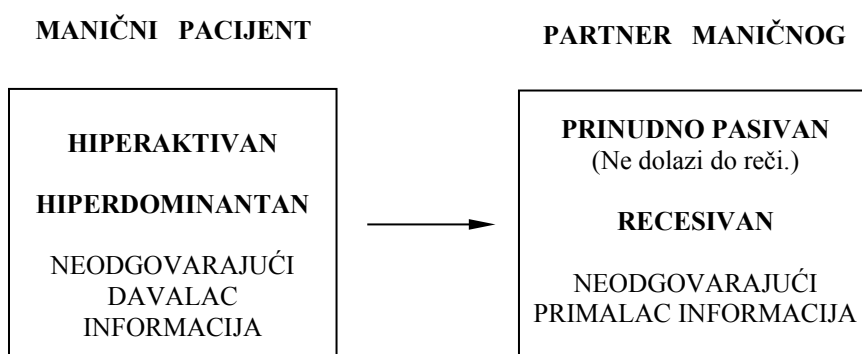 MANIČNI PACIJENT
HIPERAKTIVAN
HIPERDOMINANTAN
NEODGOVARAJUĆI
DAVALAC
INFORMACIJA
PARTNER MANIČNOG
PRINUDNO PASIVAN
(Ne dolazi do reči.)
RECESIVAN
NEODGOVARAJUĆI
PRIMALAC INFORMACIJA